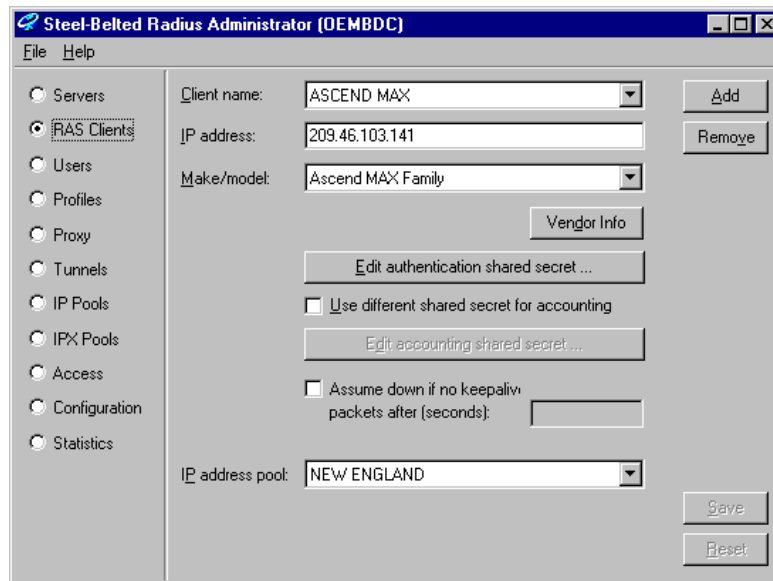 Steel-Belted Radius Administrator (OEMBDC)
File Help
Servers
RAS Clients
Users
Profiles
Proxy
Tunnels
IP Pools
IPX Pools
Access
Configuration
Statistics
Client name: ASCEND MAX
IP address: 209.46.103.141
Make/model: Ascend MAX Family
Vendor Info
Edit authentication shared secret ...
Use different shared secret for accounting
Edit accounting shared secret ...
Assume down if no keepaliv
packets after (seconds):
IP address pool: NEW ENGLAND
Add
Remove
Save
Reset